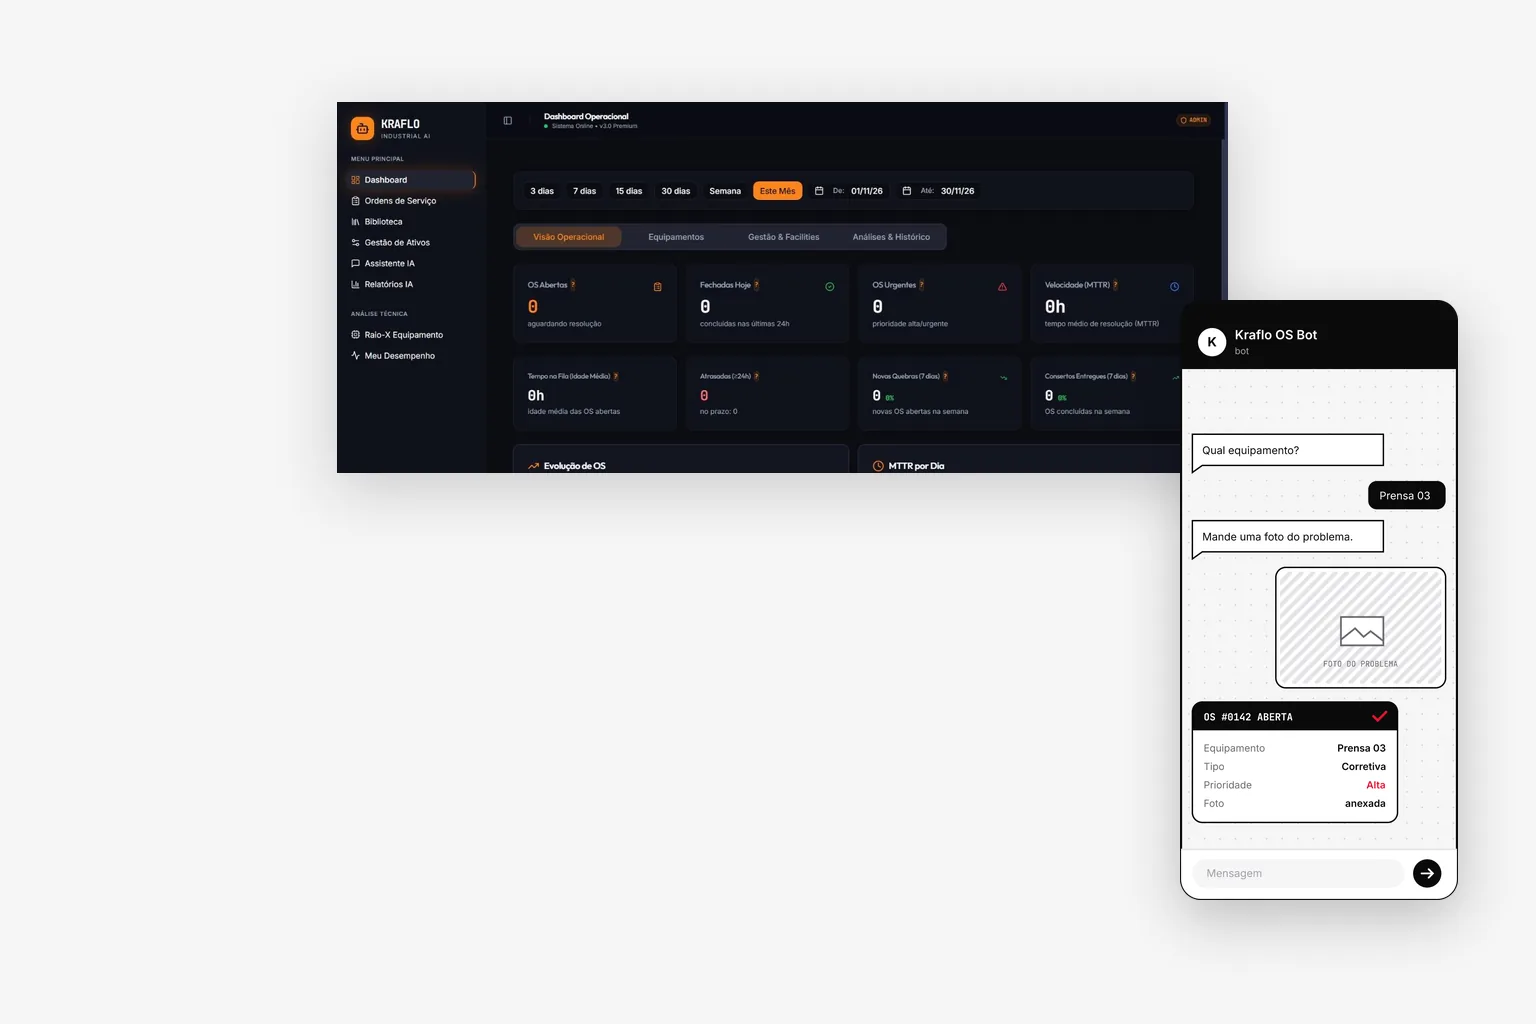 KRAFLO
INDUSTRIAL AI
MENU PRINCIPAL
Dashboard
Ordens de Serviço
Biblioteca
Gestão de Ativos
Assistente IA
Relatórios IA
ANÁLISE TÉCNICA
Raio-X Equipamento
Meu Desempenho
Dashboard Operacional
Sistema Online • v3.0 Premium
ADMIN
3 dias 7 dias 15 dias 30 dias Semana Este Mês De: 01/11/26 Até: 30/11/26
Visão Operacional Equipamentos Gestão & Facilities Análises & Histórico
OS Abertas ?
0
aguardando resolução
Fechadas Hoje ?
0
concluídas nas últimas 24h
OS Urgentes ?
0
prioridade alta/urgente
Velocidade (MTTR) ?
0h
tempo médio de resolução (MTTR)
Tempo na Fila (Idade Média) ?
0h
idade média das OS abertas
Atrasadas (≥24h) ?
0
no prazo: 0
Novas Quebras (7 dias) ?
0 0%
novas OS abertas na semana
Consertos Entregues (7 dias) ?
0 0%
OS concluídas na semana
Evolução de OS
MTTR por Dia
K
Kraflo OS Bot
bot
Qual equipamento?
Prensa 03
Mande uma foto do problema.
FOTO DO PROBLEMA
OS #0142 ABERTA
Equipamento Prensa 03
Tipo Corretiva
Prioridade Alta
Foto anexada
Mensagem